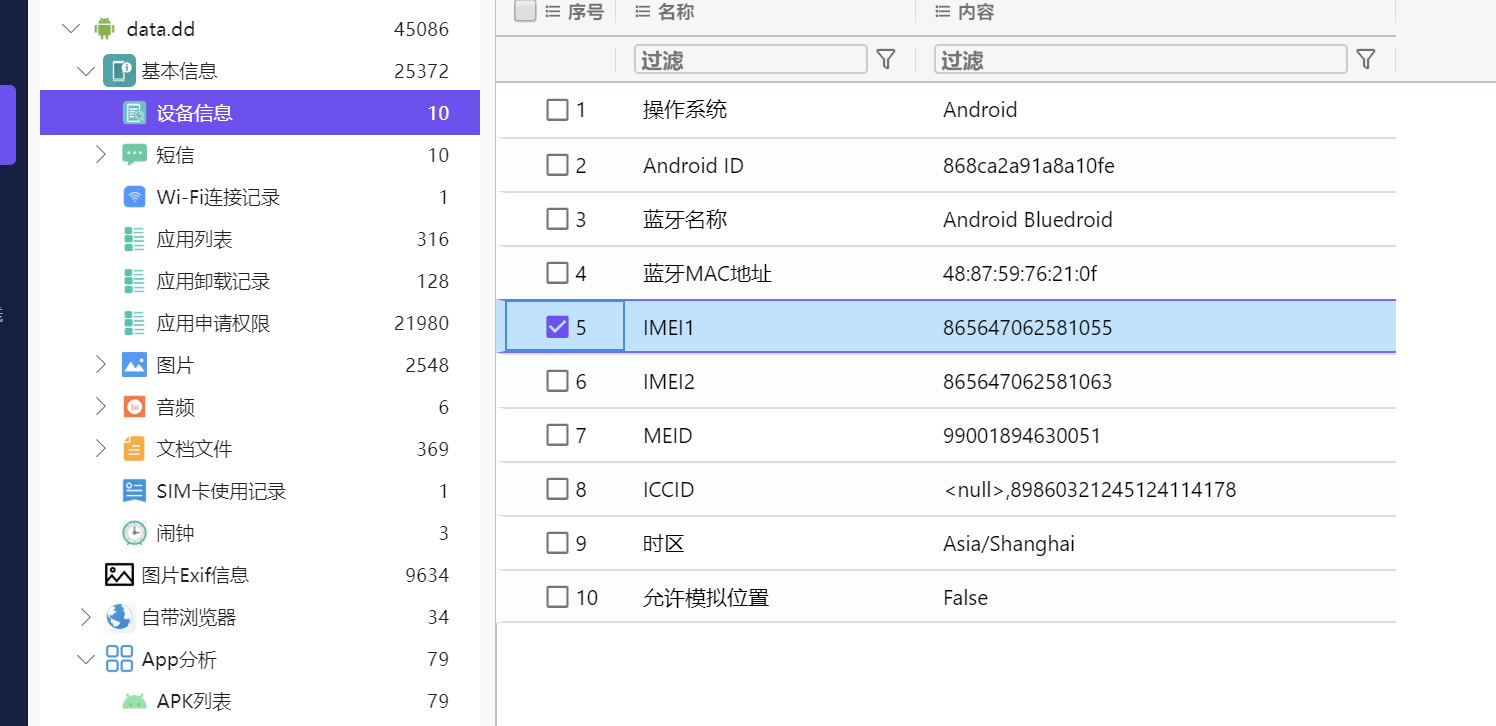 data.dd 45086
基本信息 25372
设备信息 10
短信 10
Wi-Fi连接记录 1
应用列表 316
应用卸载记录 128
应用申请权限 21980
图片 2548
音频 6
文档文件 369
SIM卡使用记录 1
闹钟 3
图片Exif信息 9634
自带浏览器 34
App分析 79
APK列表 79
序号 名称 内容
过滤 过滤
1 操作系统 Android
2 Android ID 868ca2a91a8a10fe
3 蓝牙名称 Android Bluedroid
4 蓝牙MAC地址 48:87:59:76:21:0f
5 IMEI1 865647062581055
6 IMEI2 865647062581063
7 MEID 99001894630051
8 ICCID <null>,89860321245124114178
9 时区 Asia/Shanghai
10 允许模拟位置 False